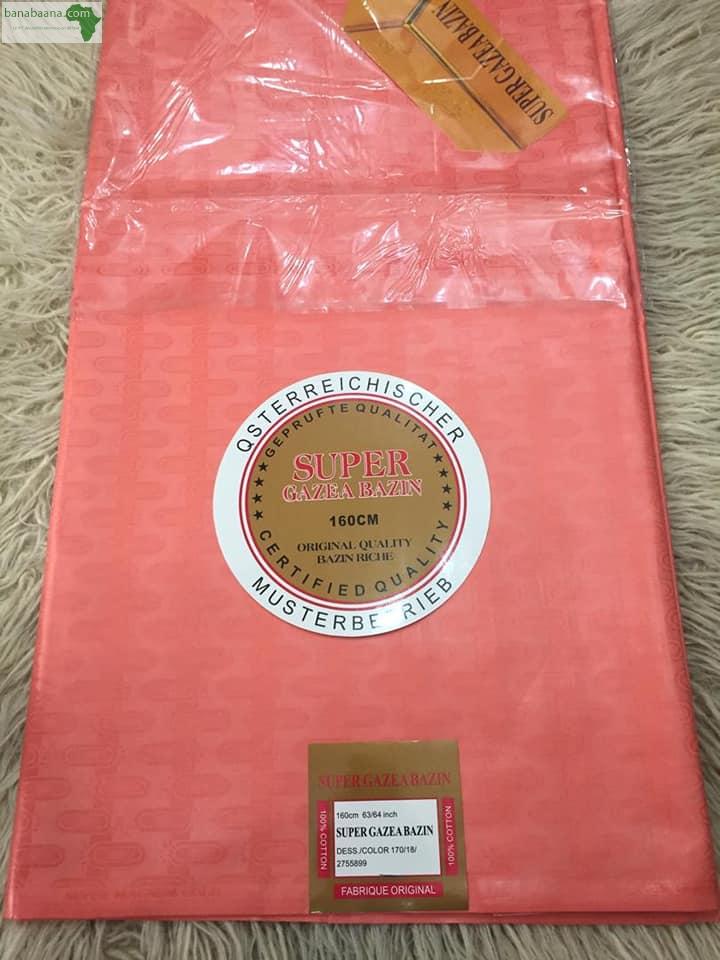 banabaana.com
SUPER GAZEA BAZIN
QSTERREICHISCHER
GEPRUFTE QUALITAT
SUPER
GAZEA BAZIN
160CM
ORIGINAL QUALITY
BAZIN RICHE
CERTIFIED QUALITY
MUSTERBETRIEB
SUPER GAZEA BAZIN
100% COTTON
160cm 63/64 inch
SUPER GAZEA BAZIN
DESS./COLOR 170/18/
2755899
100% COTTON
FABRIQUE ORIGINAL